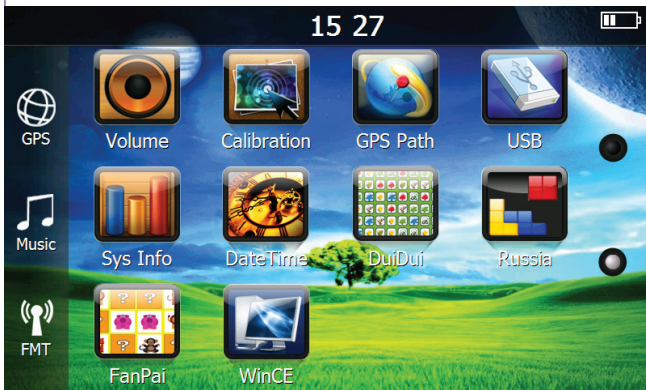 15 27
GPS
Volume
Calibration
GPS Path
USB
Music
Sys Info
DateTime
DuiDui
Russia
FMT
FanPai
WinCE